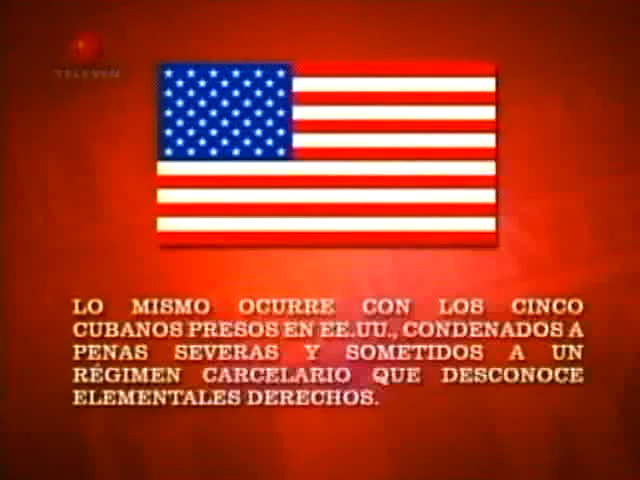 TELEVEN
LO MISMO OCURRE CON LOS CINCO
CUBANOS PRESOS EN EE.UU., CONDENADOS A
PENAS SEVERAS Y SOMETIDOS A UN
RÉGIMEN CARCELARIO QUE DESCONOCE
ELEMENTALES DERECHOS.